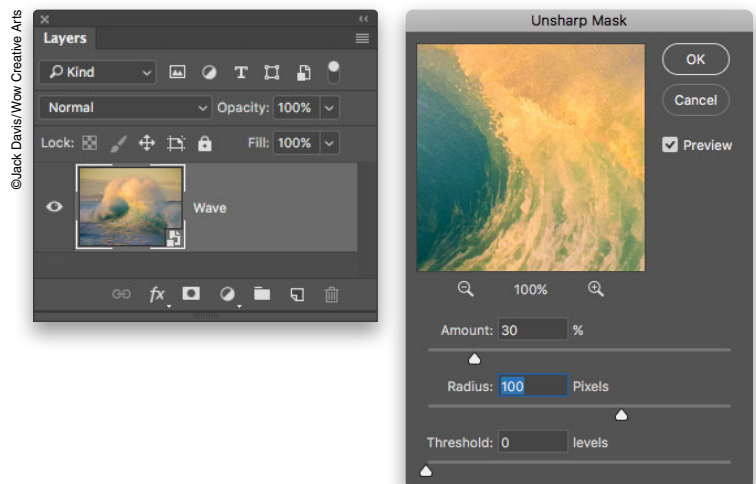 ©Jack Davis/Wow Creative Arts
Layers
Kind
Normal
Opacity: 100%
Lock:
Fill: 100%
Wave
fx
Unsharp Mask
OK
Cancel
Preview
100%
Amount: 30 %
Radius: 100 Pixels
Threshold: 0 levels